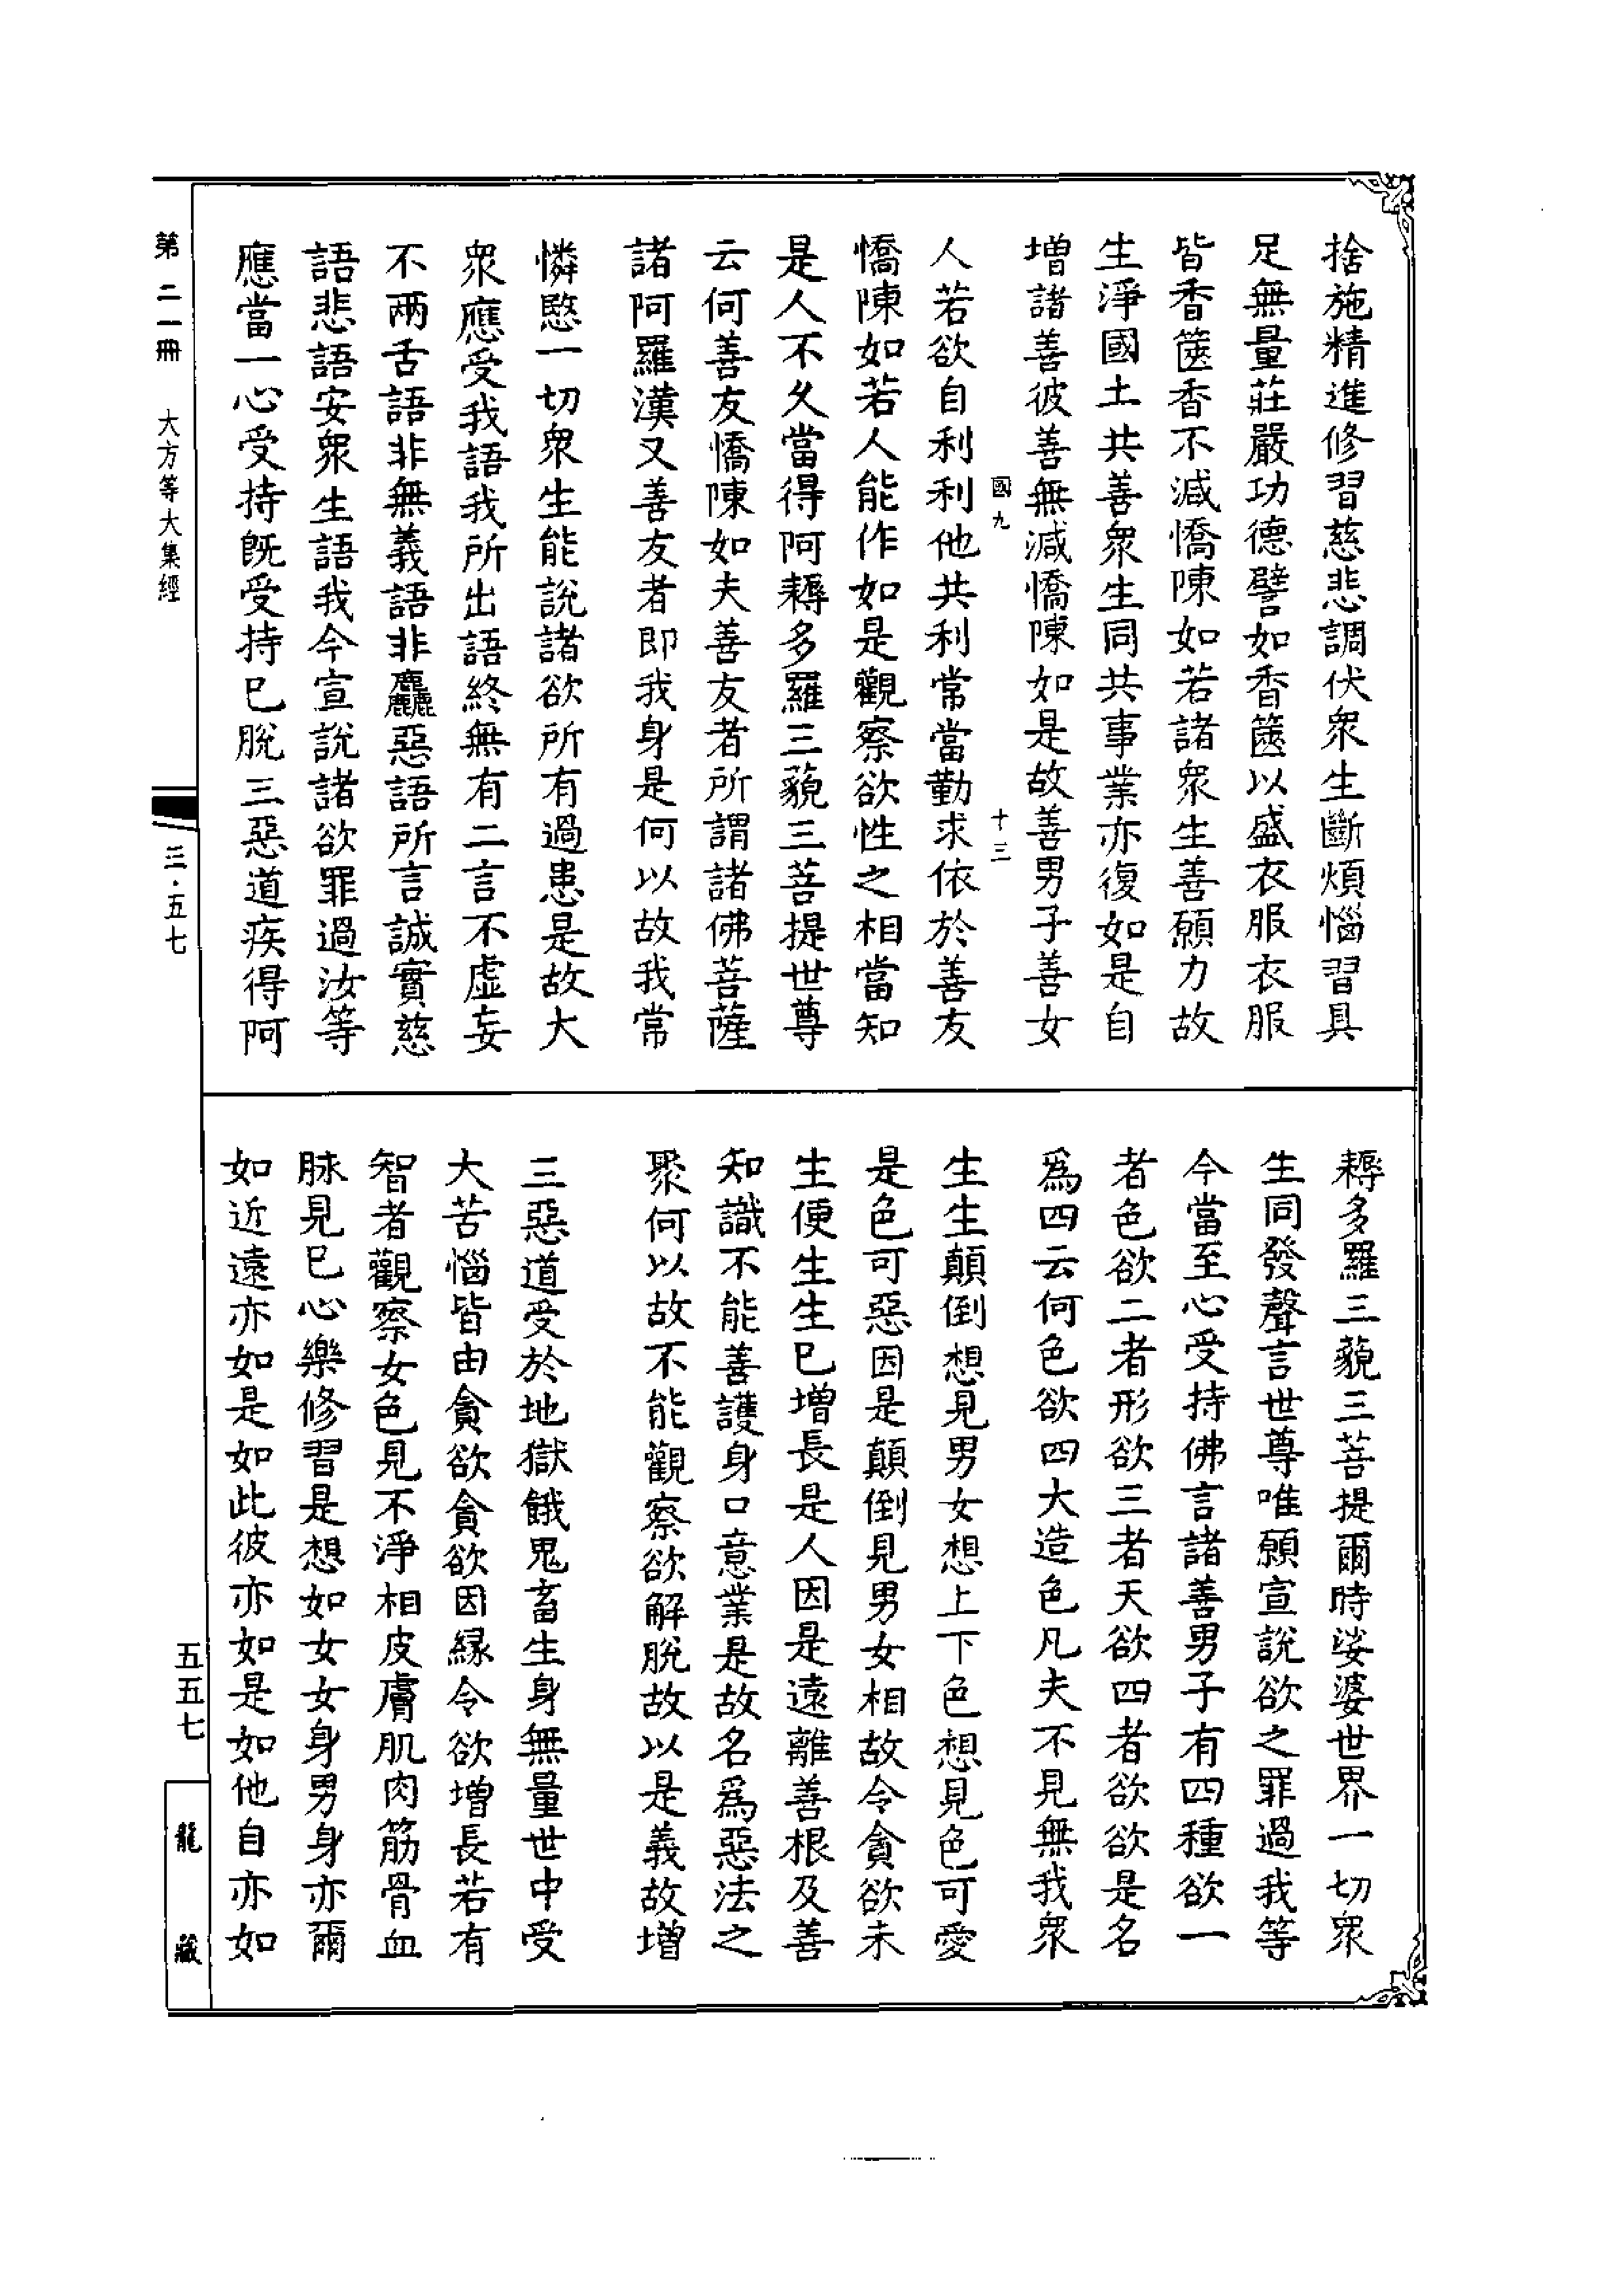 捨施精進修習慈悲調伏衆生斷煩惱習具
足無量莊嚴功德譬如香篋以盛衣服衣服
皆香篋香不減憍陳如若諸衆生善願力故
生淨國土共善衆生同共事業亦復如是自
增諸善彼善無減憍陳如是故善男子善女
國九 十三
人若欲自利利他共利常當勤求依於善友
憍陳如若人能作如是觀察欲性之相當知
是人不久當得阿耨多羅三藐三菩提世尊
云何善友憍陳如夫善友者所謂諸佛菩薩
諸阿羅漢又善友者即我身是何以故我常
憐愍一切衆生能說諸欲所有過患是故大
衆應受我語我所出語終無有二言不虛妄
不兩舌語非無義語非麤惡語所言誠實慈
語悲語安衆生語我今宣說諸欲罪過汝等
應當一心受持旣受持已脫三惡道疾得阿
耨多羅三藐三菩提爾時娑婆世界一切衆
生同發聲言世尊唯願宣說欲之罪過我等
今當至心受持佛言諸善男子有四種欲一
者色欲二者形欲三者天欲四者欲欲是名
爲四云何色欲四大造色凡夫不見無我衆
生生顛倒想見男女想上下色想見色可愛
是色可惡因是顛倒見男女相故令貪欲未
生便生生已增長是人因是遠離善根及善
知識不能善護身口意業是故名爲惡法之
聚何以故不能觀察欲解脫故以是義故增
三惡道受於地獄餓鬼畜生身無量世中受
大苦惱皆由貪欲貪欲因緣令欲增長若有
智者觀察女色見不淨相皮膚肌肉筋骨血
脉見已心樂修習是想如女女身男身亦爾
如近遠亦如是如此彼亦如是如他自亦如
第二一冊 大方等大集經
三·五七
五五七
龍藏